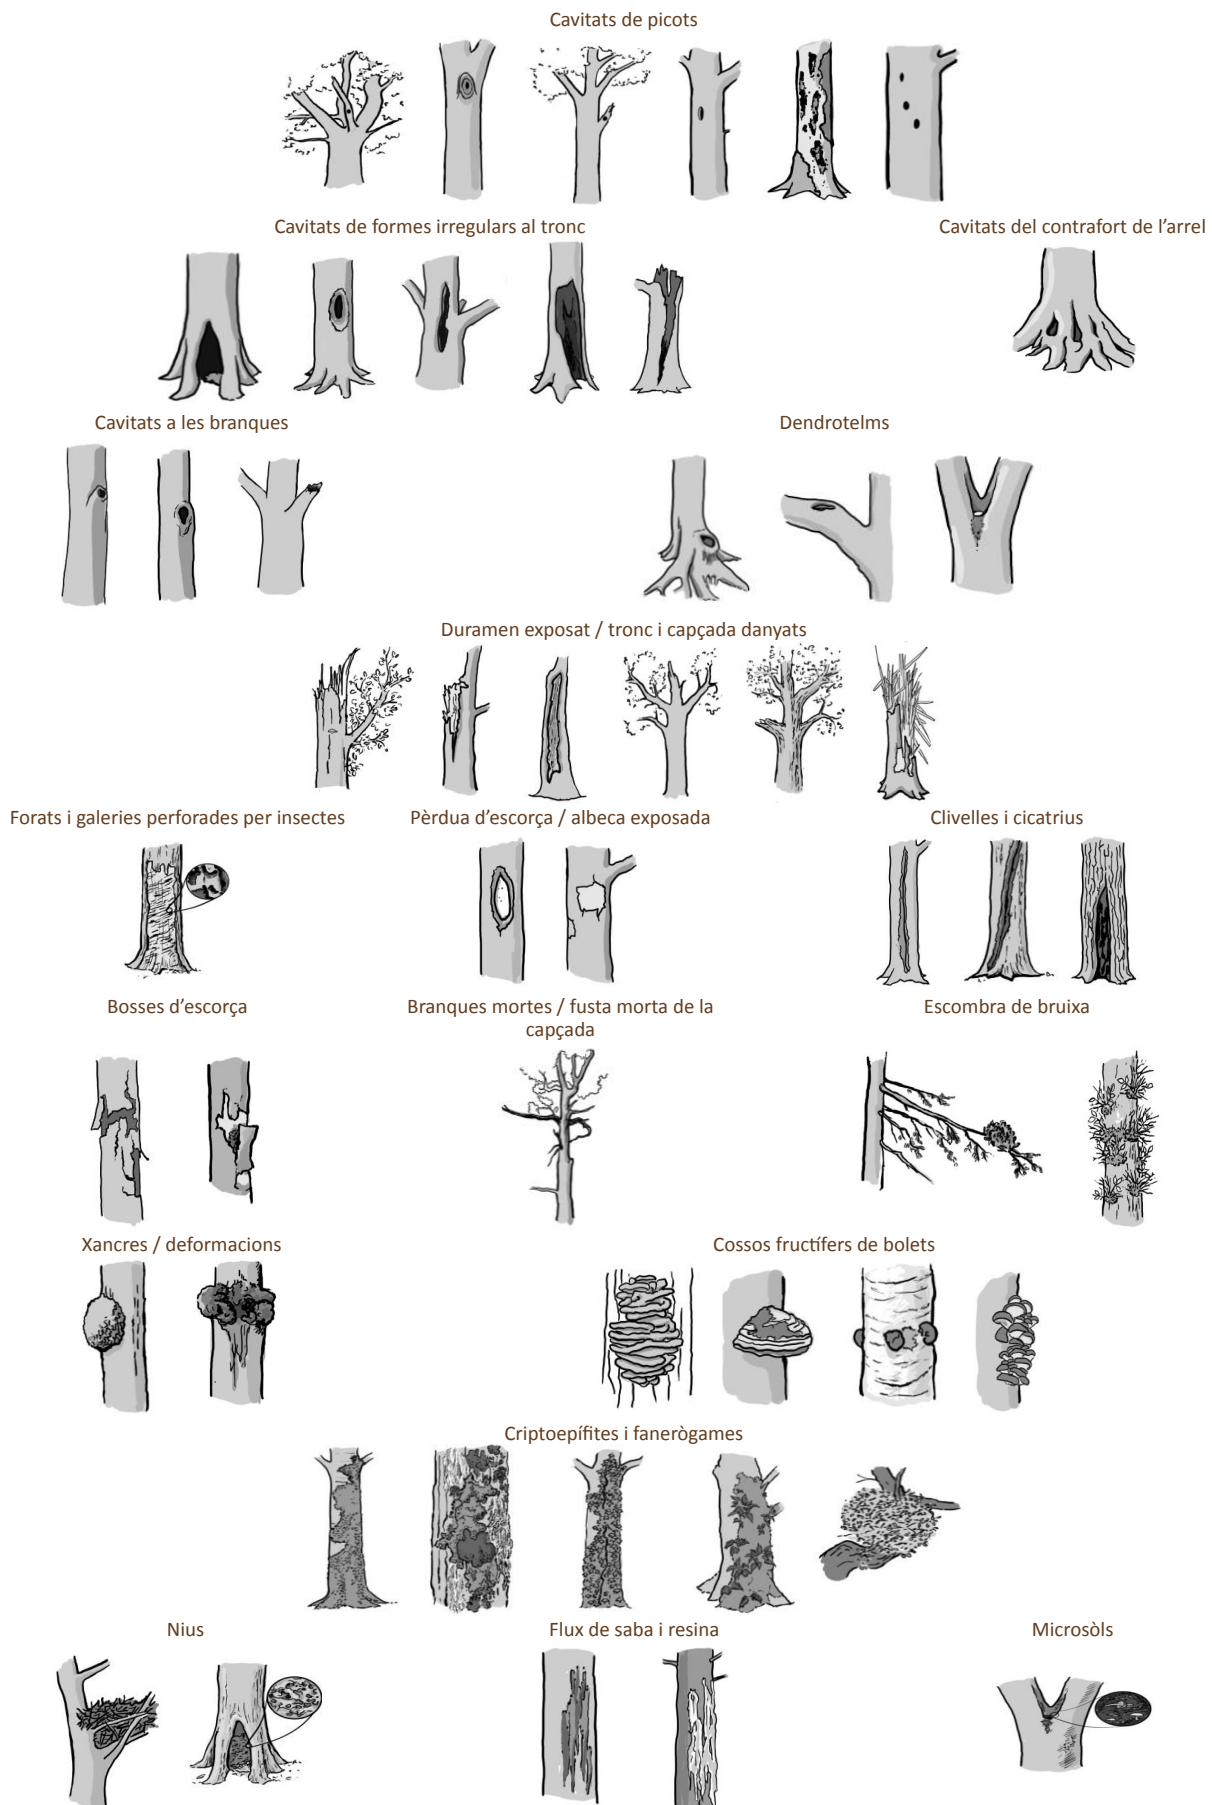 Cavitats de picots
Cavitats de formes irregulars al tronc
Cavitats del contrafort de l'arrel
Cavitats a les branques
Dendrotelms
Duramen exposat / tronc i capçada danyats
Forats i galeries perforades per insectes
Pèrdua d'escorça / albeca exposada
Clivelles i cicatrius
Bosses d'escorça
Branques mortes / fusta morta de la
capçada
Escombra de bruixa
Xancres / deformacions
Cossos fructífers de bolets
Criptoepífites i fanerògames
Nius
Flux de saba i resina
Microsòls